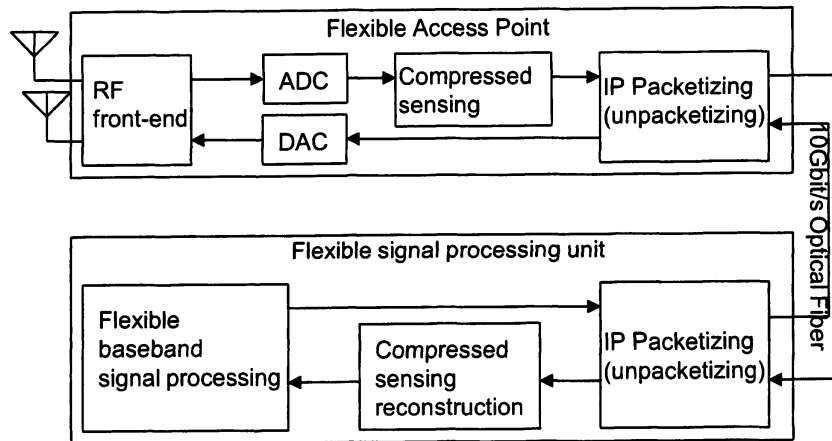 Flexible Access Point
RF
front-end
ADC
DAC
Compressed
sensing
IP Packetizing
(unpacketizing)
10Gbit/s Optical Fiber
Flexible signal processing unit
Flexible
baseband
signal processing
Compressed
sensing
reconstruction
IP Packetizing
(unpacketizing)